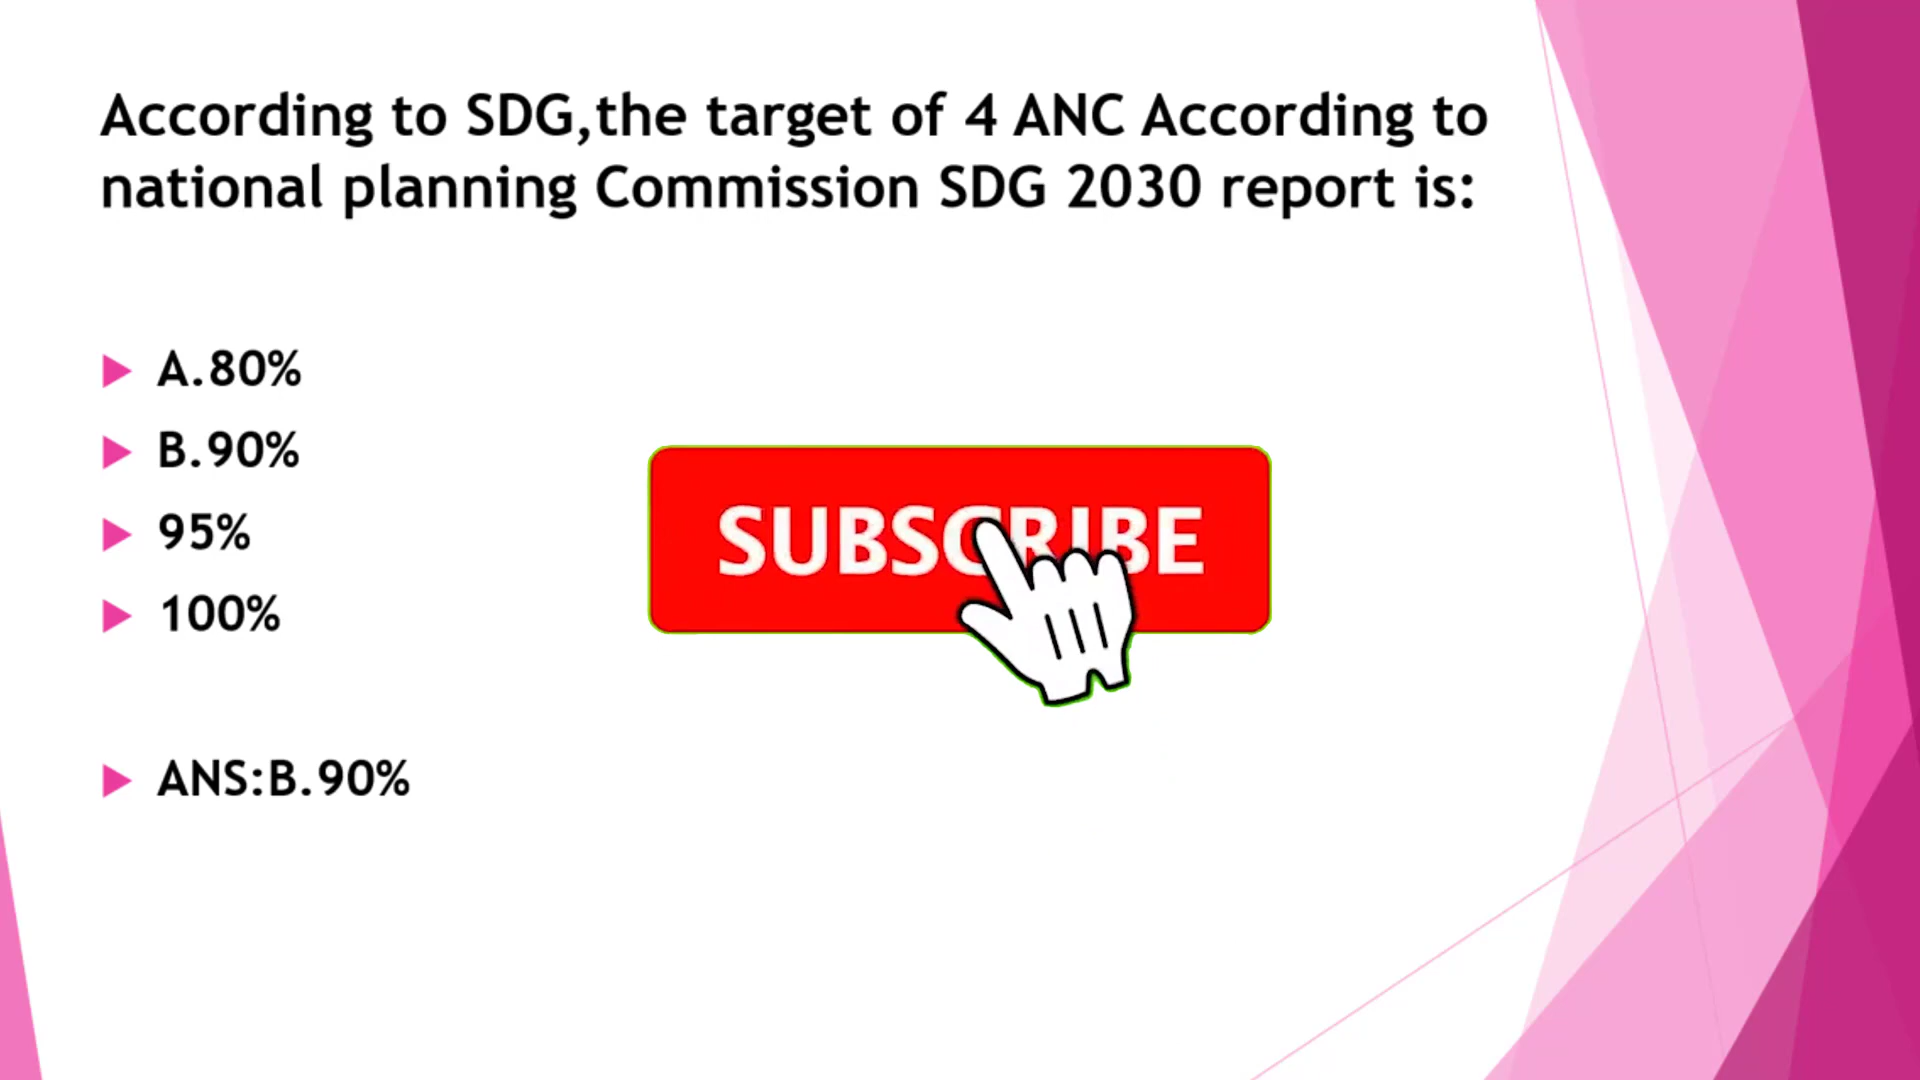 According to SDG,the target of 4 ANC According to
national planning Commission SDG 2030 report is:
A.80%
B.90%
95%
100%
SUBSCRIBE
ANS:B.90%